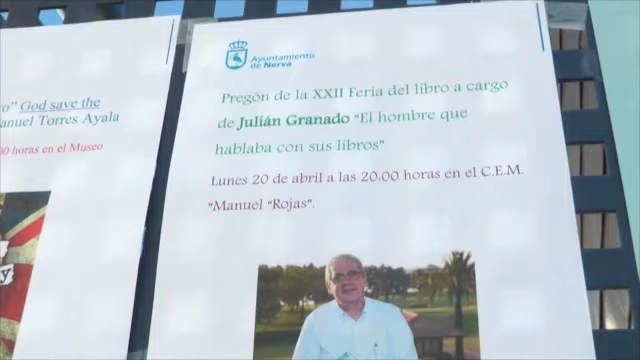 ro” God save the
anuel Torres Ayala
00 horas en el Museo
Ayuntamiento
de Nerva
Pregón de la XXII Feria del libro a cargo
de Julián Granado “El hombre que
hablaba con sus libros”
Lunes 20 de abril a las 20.00 horas en el C.E.M.
“Manuel “Rojas”.